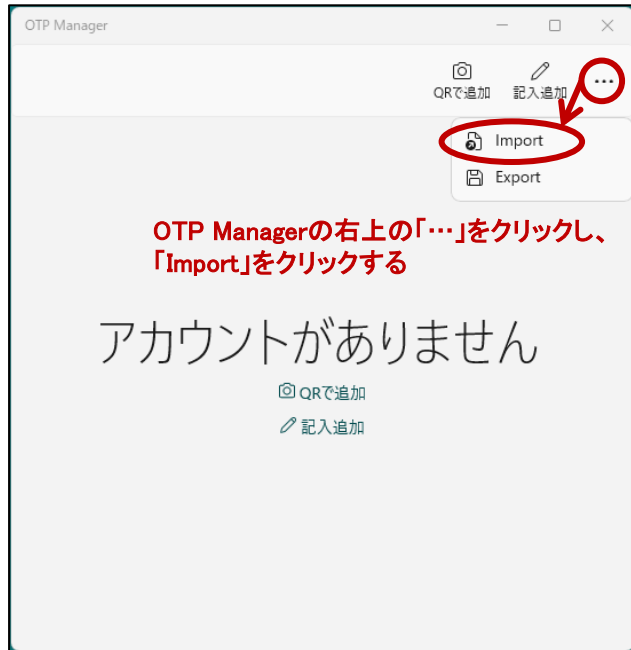 OTP Manager
QRで追加 記入追加 …
Import
Export
OTP Managerの右上の「…」をクリックし、
「Import」をクリックする
アカウントがありません
QRで追加
記入追加